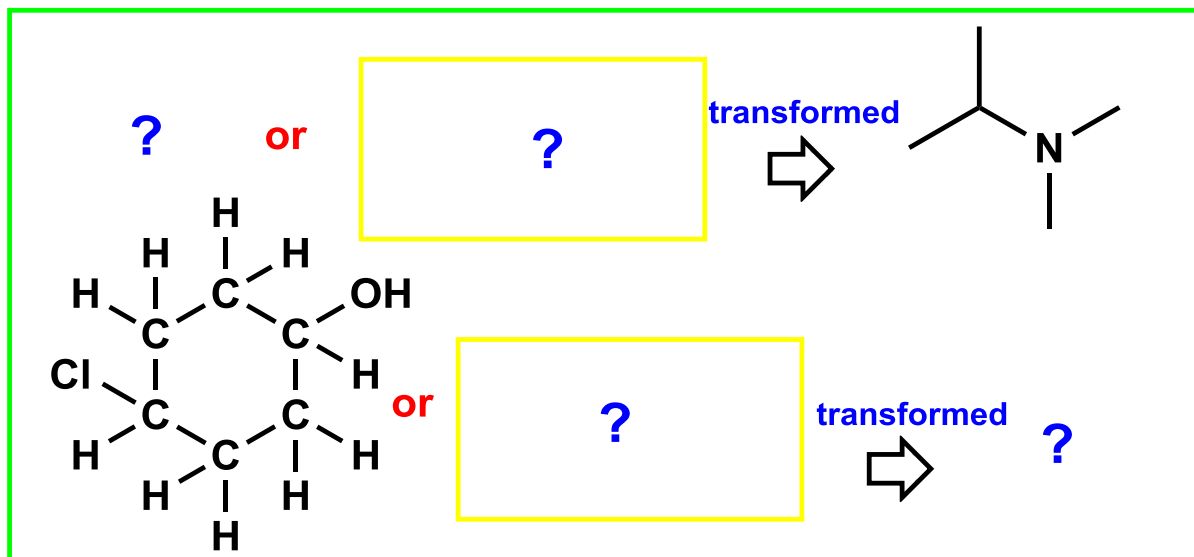 ? or ? transformed
N
H
H H
H C OH
C C
Cl H
C C or ? transformed ?
H C H
H H
H